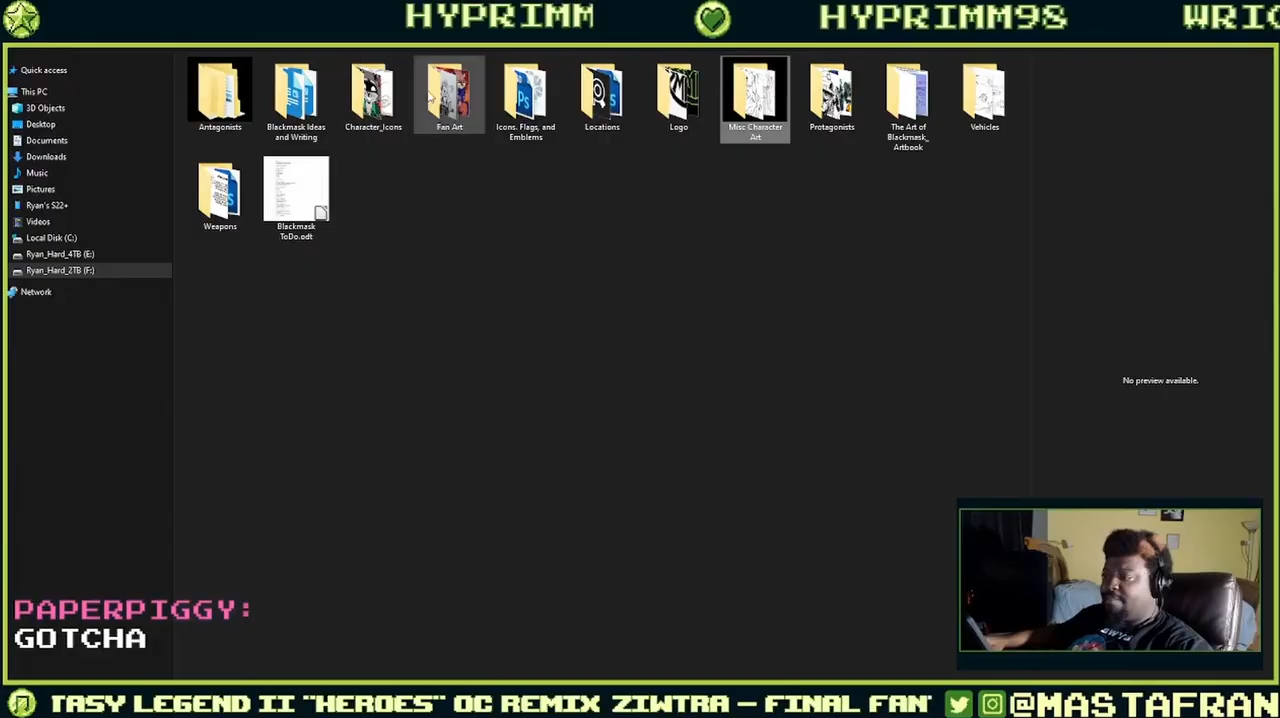 HYPRIMM HYPRIMM98
Quick access
This PC
3D Objects
Desktop
Documents
Downloads
Music
Pictures
Ryan's S22+
Videos
Local Disk (C:)
Ryan_Hard_4TB (E:)
Ryan_Hard_2TB (F:)
Network
Antagonists
Blackmask Ideas
and Writing
Character_Icons
Fan Art
Icons, Flags, and
Emblems
Locations
Logo
Misc Character
Art
Protagonists
The Art of
Blackmask_
Artbook
Vehicles
Weapons
Blackmask
ToDo.odt
No preview available.
PAPERPIGGY:
GOTCHA
TASY LEGEND II "HEROES" OC REMIX ZIWTRA – FINAL FAN
@MASTAFRAN